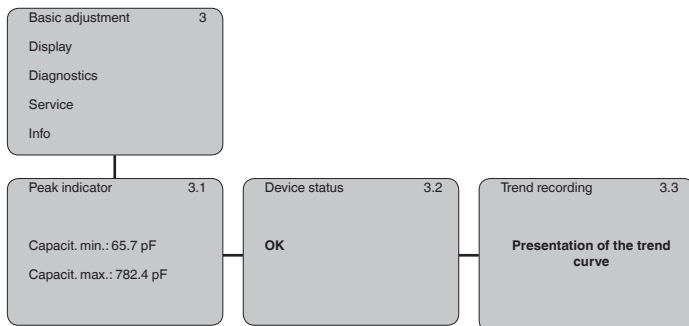 Basic adjustment 3
Display
Diagnostics
Service
Info
Peak indicator 3.1
Capacit. min.: 65.7 pF
Capacit. max.: 782.4 pF
Device status 3.2
OK
Trend recording 3.3
Presentation of the trend
curve